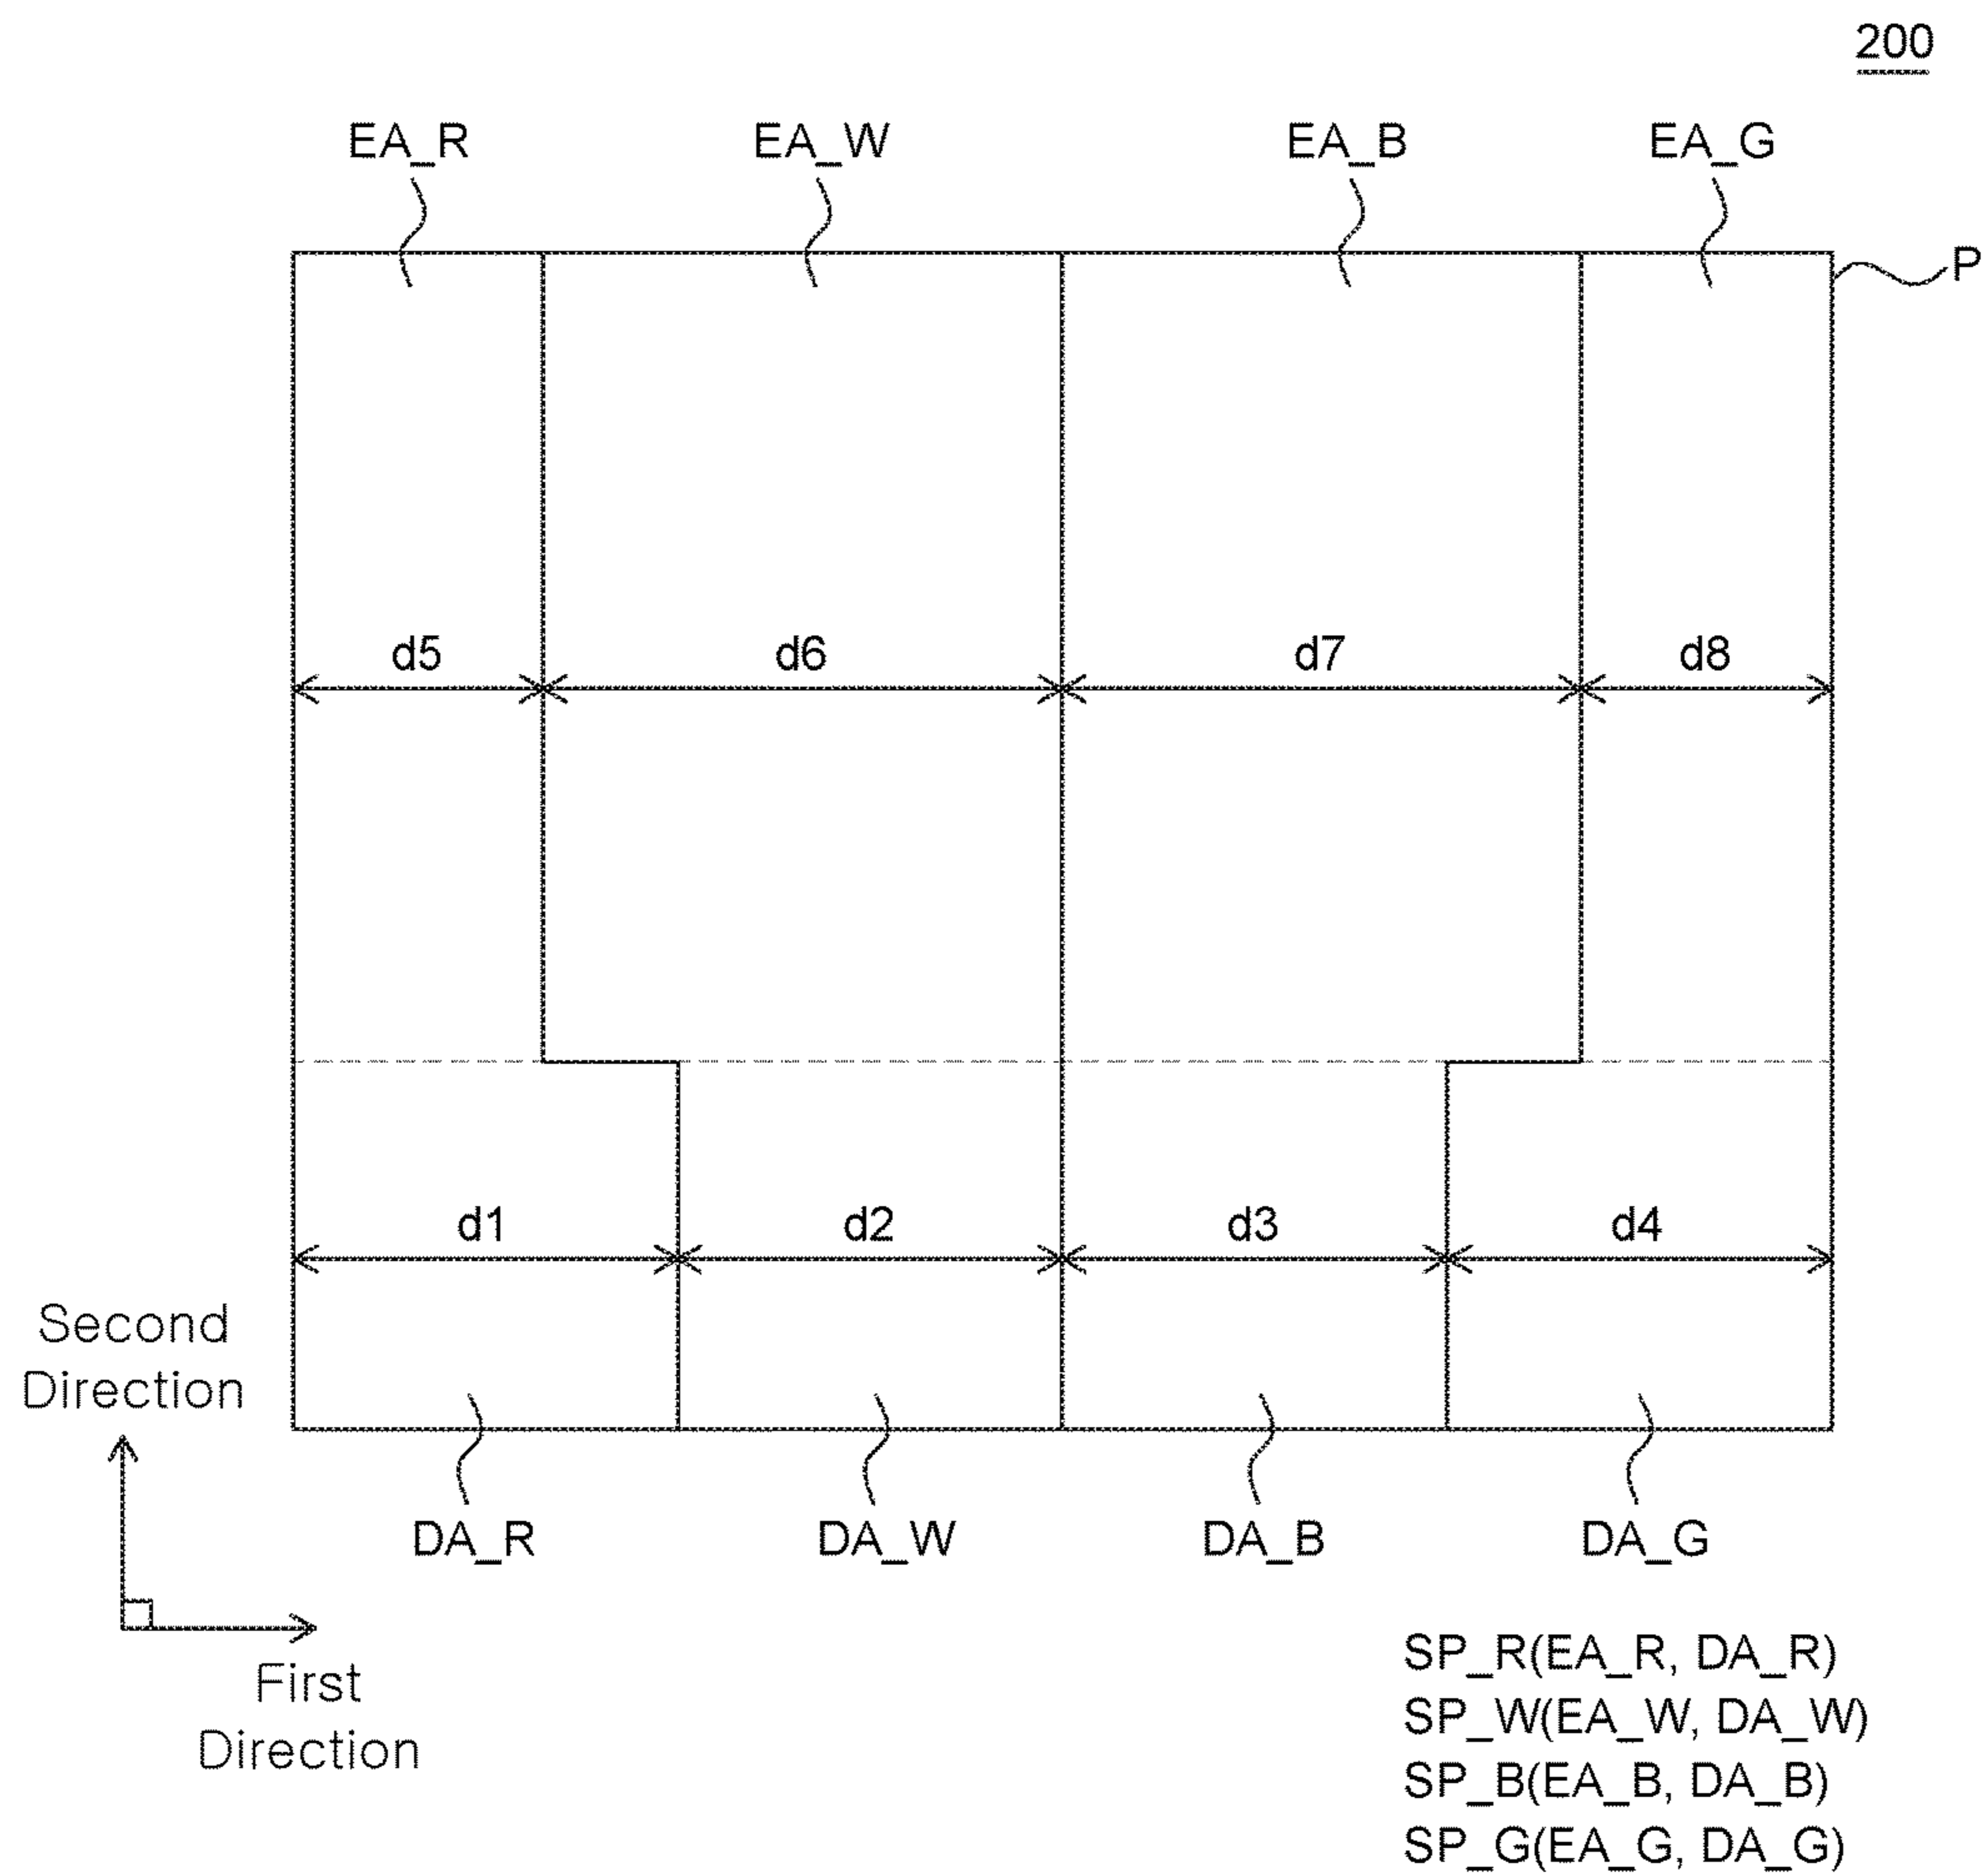 200
EA_R EA_W EA_B EA_G
P
d5 d6 d7 d8
d1 d2 d3 d4
Second
Direction
DA_R DA_W DA_B DA_G
First
Direction
SP_R(EA_R, DA_R)
SP_W(EA_W, DA_W)
SP_B(EA_B, DA_B)
SP_G(EA_G, DA_G)